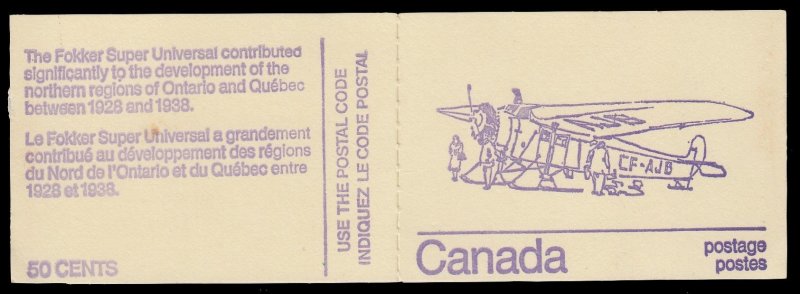 The Fokker Super Universal contributed
significantly to the development of the
northern regions of Ontario and Québec
between 1928 and 1938.
Le Fokker Super Universal a grandement
contribué au développement des régions
du Nord de l'Ontario et du Québec entre
1928 et 1938.
50 CENTS
USE THE POSTAL CODE
INDIQUEZ LE CODE POSTAL
CF-AJB
Canada
postage
postes